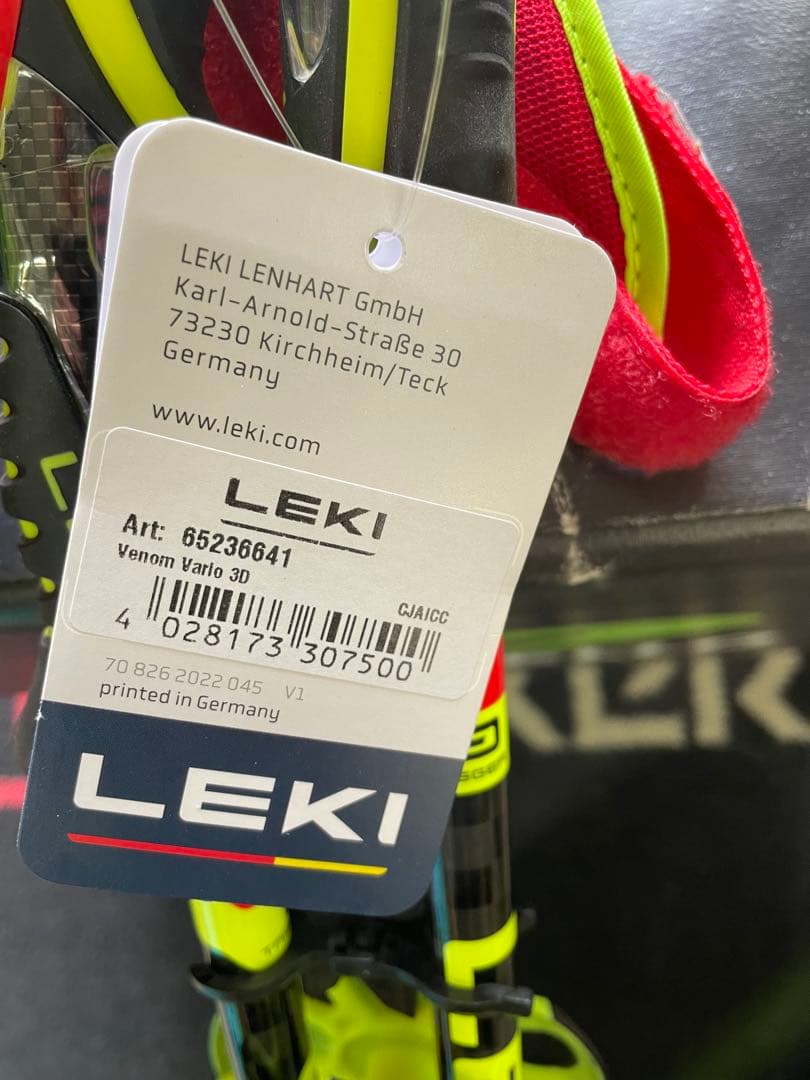 LEKI LENHART GmbH
Karl-Arnold-Straße 30
73230 Kirchheim/Teck
Germany
www.leki.com
LEKI
Art: 65236641
Venom Vario 3D
CJAICC
4 028173 307500
70 826 2022 045 V1
printed in Germany
LEKI